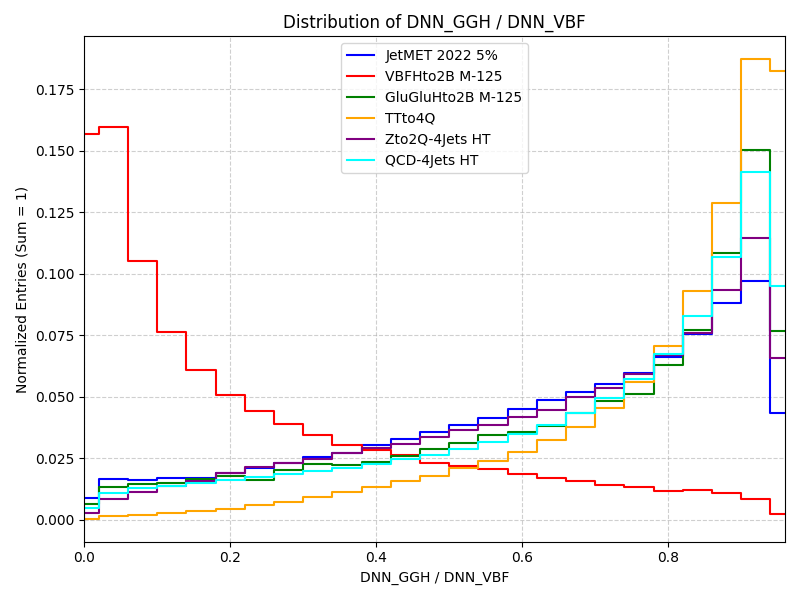 Distribution of DNN_GGH / DNN_VBF
JetMET 2022 5%
VBFHto2B M-125
GluGluHto2B M-125
TTto4Q
Zto2Q-4Jets HT
QCD-4Jets HT
Normalized Entries (Sum = 1)
0.175
0.150
0.125
0.100
0.075
0.050
0.025
0.000
0.0 0.2 0.4 0.6 0.8
DNN_GGH / DNN_VBF